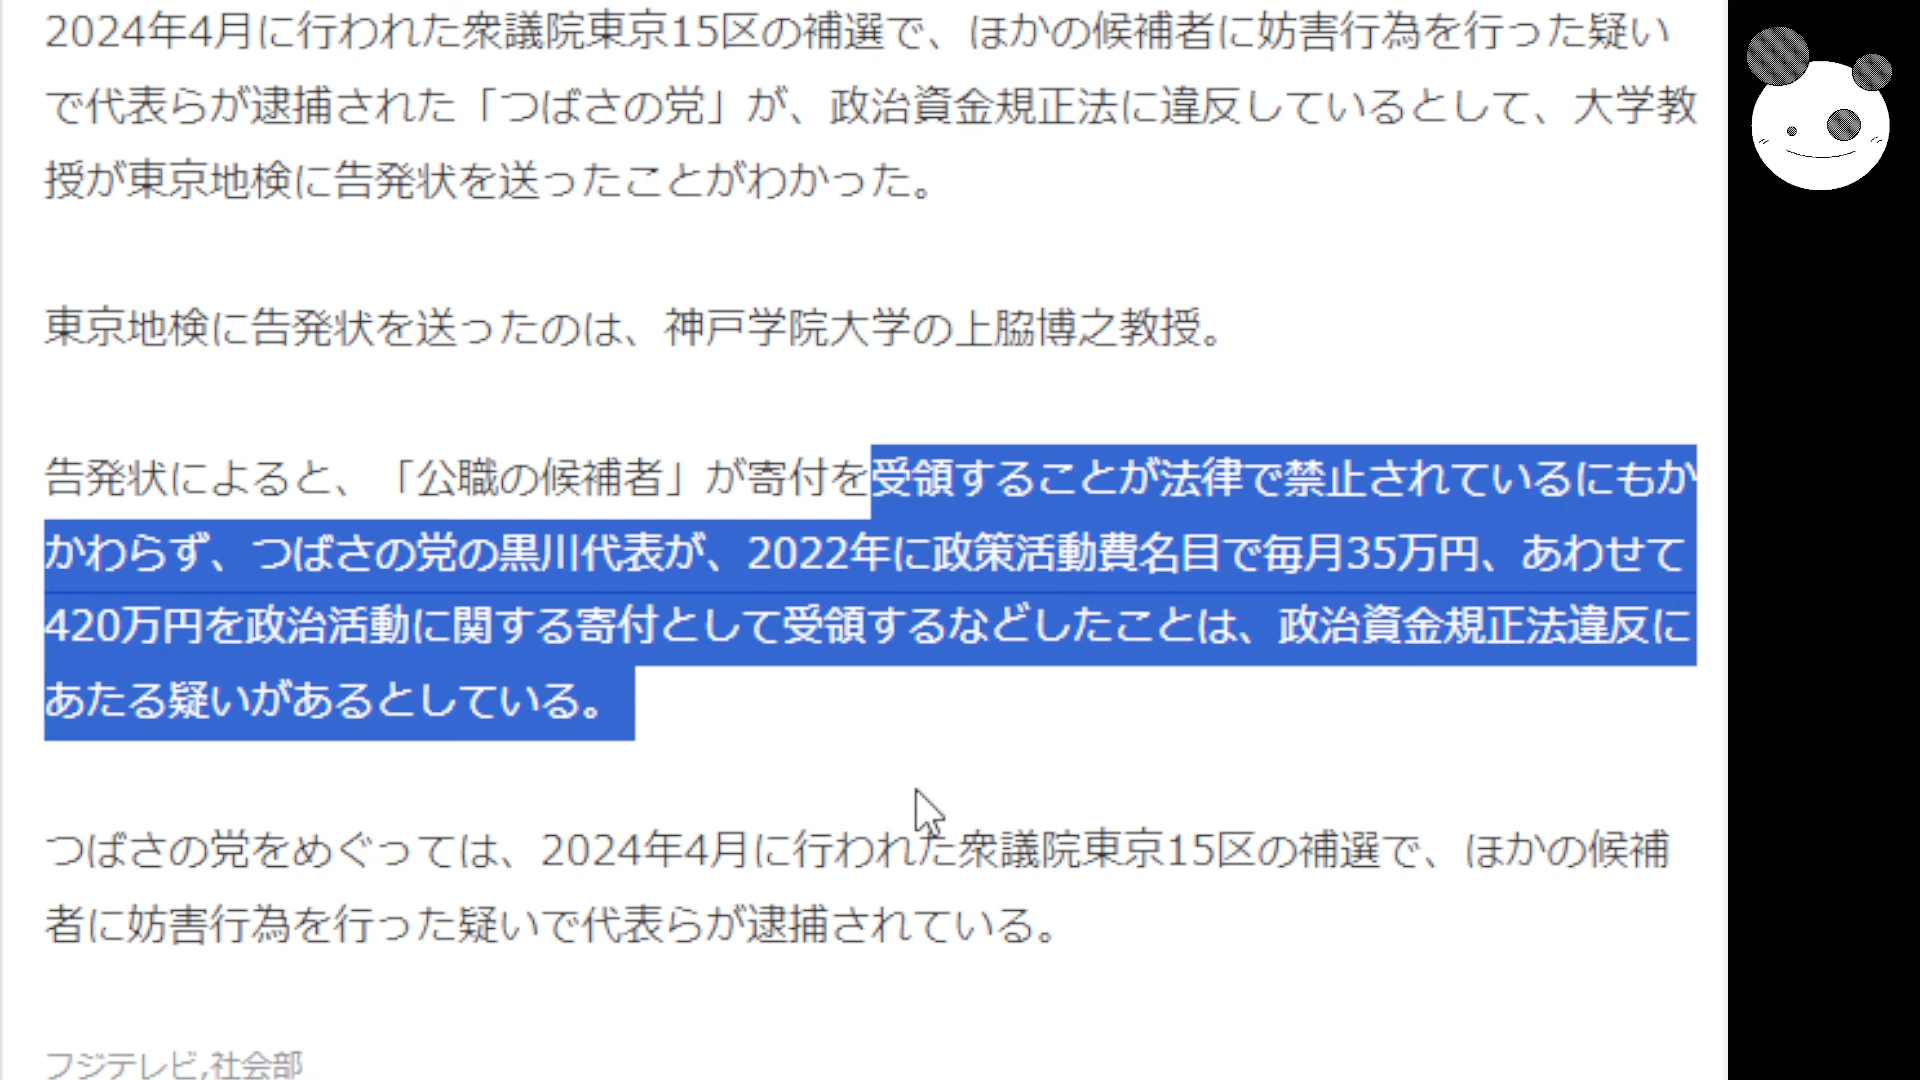 2024年4月に行われた衆議院東京15区の補選で、ほかの候補者に妨害行為を行った疑い
で代表らが逮捕された「つばさの党」が、政治資金規正法に違反しているとして、大学教
授が東京地検に告発状を送ったことがわかった。
東京地検に告発状を送ったのは、神戸学院大学の上脇博之教授。
告発状によると、「公職の候補者」が寄付を受領することが法律で禁止されているにもか
かわらず、つばさの党の黒川代表が、2022年に政策活動費名目で毎月35万円、あわせて
420万円を政治活動に関する寄付として受領するなどしたことは、政治資金規正法違反に
あたる疑いがあるとしている。
つばさの党をめぐっては、2024年4月に行われた衆議院東京15区の補選で、ほかの候補
者に妨害行為を行った疑いで代表らが逮捕されている。
フジテレビ,社会部